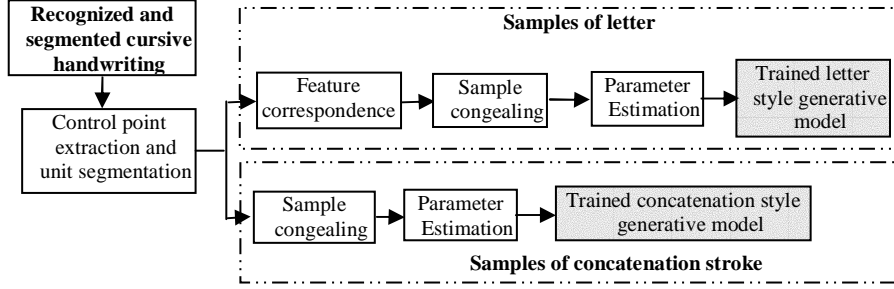 Recognized and
segmented cursive
handwriting
Control point
extraction and
unit segmentation
Samples of letter
Feature
correspondence
Sample
congealing
Parameter
Estimation
Trained letter
style generative
model
Sample
congealing
Parameter
Estimation
Trained concatenation style
generative model
Samples of concatenation stroke